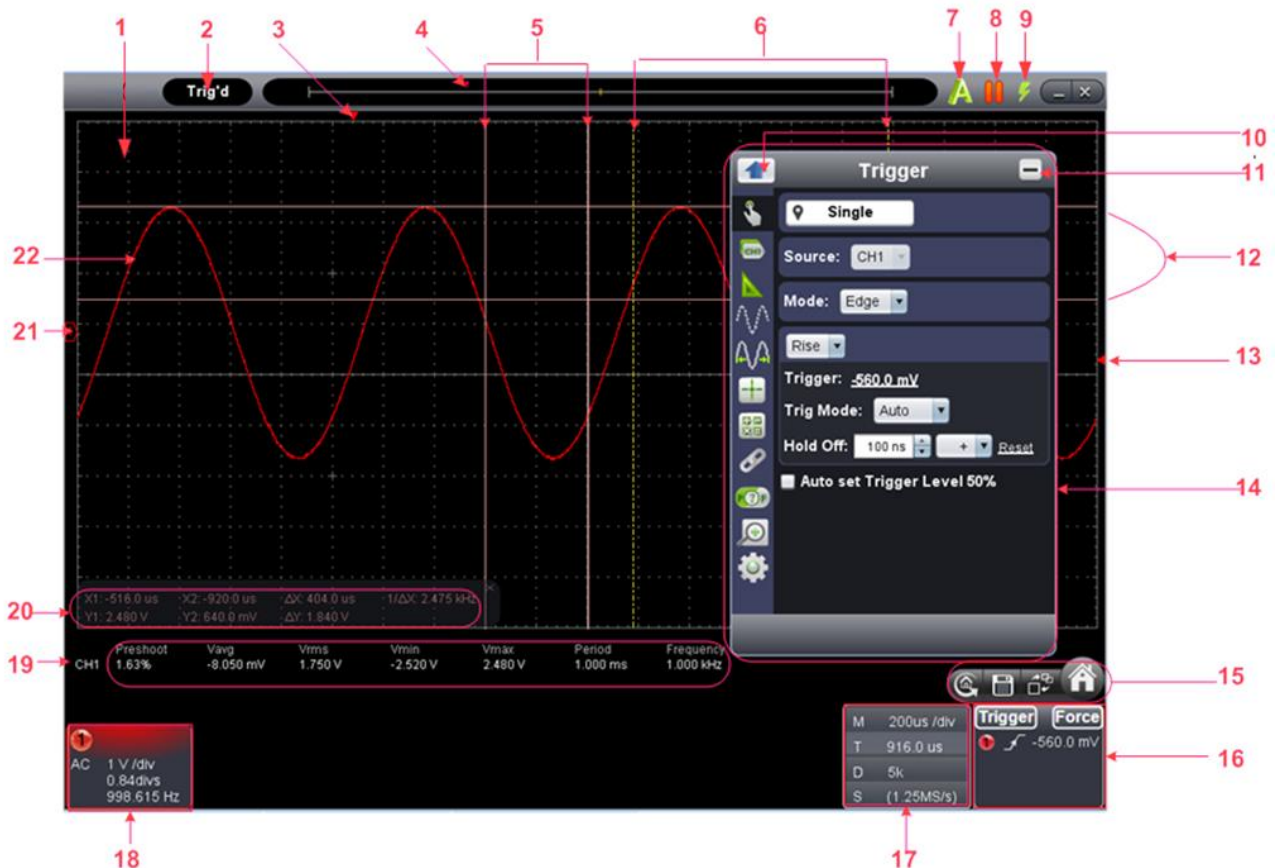 1
2
3
4
5
6
7
8
9
Trig'd
10
11
Trigger
Single
22
Source: CH1
12
Mode: Edge
21
13
Rise
Trigger: -560.0 mV
Trig Mode: Auto
Hold Off: 100 ns + Reset
Auto set Trigger Level 50%
14
20
X1: -516.0 us X2: -920.0 us ΔX: 404.0 us 1/ΔX: 2.475 kHz
Y1: 2.480 V Y2: 640.0 mV ΔY: 1.840 V
19
Preshoot Vavg Vrms Vmin Vmax Period Frequency
CH1 1.63% -8.050 mV 1.750 V -2.520 V 2.480 V 1.000 ms 1.000 kHz
15
1
AC 1 V /div
0.84divs
998.615 Hz
M 200us /div
T 916.0 us
D 5k
S (1.25MS/s)
Trigger Force
1 -560.0 mV
16
18
17